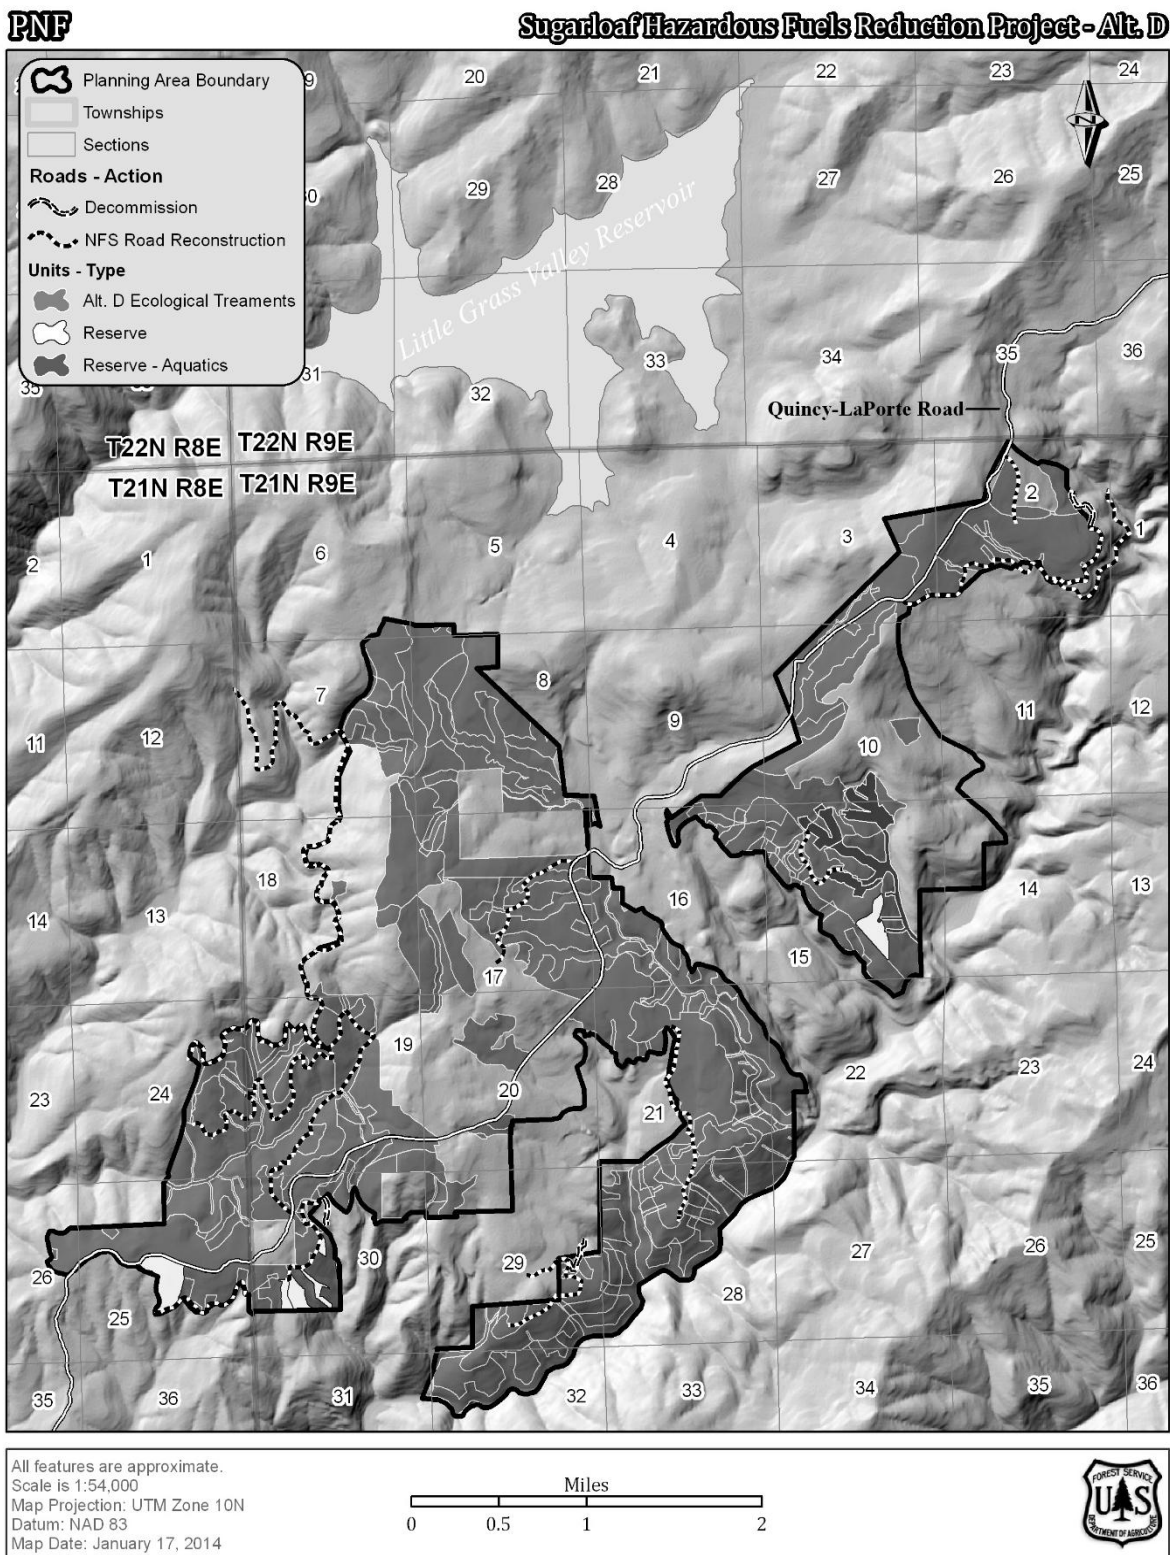 PNF
Sugarloaf Hazardous Fuels Reduction Project - Alt. D
Planning Area Boundary
Townships
Sections
Roads - Action
Decommission
NFS Road Reconstruction
Units - Type
Alt. D Ecological Treaments
Reserve
Reserve - Aquatics
20
21
22
23
24
N
29
28
27
26
25
Little Grass Valley Reservoir
31
32
33
34
35
36
35
Quincy-LaPorte Road
T22N R8E
T22N R9E
T21N R8E
T21N R9E
2
1
6
5
4
3
2
1
11
12
7
8
9
10
11
12
14
13
18
17
16
15
14
13
23
24
19
20
21
22
23
24
26
25
30
29
28
27
26
25
35
36
31
32
33
34
35
36
All features are approximate.
Scale is 1:54,000
Map Projection: UTM Zone 10N
Datum: NAD 83
Map Date: January 17, 2014
Miles
0 0.5 1 2
FOREST SERVICE
U S
DEPARTMENT OF AGRICULTURE